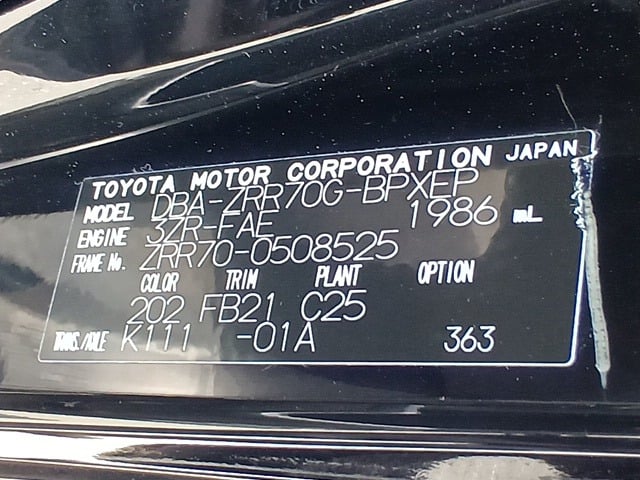 TOYOTA MOTOR CORPORATION JAPAN
MODEL DBA-ZRR70G-BPXEP
ENGINE 3ZR-FAE 1986 mL
FRAME No. ZRR70-0508525
COLOR TRIM PLANT OPTION
202 FB21 C25
TRANS./AXLE K111 -01A 363